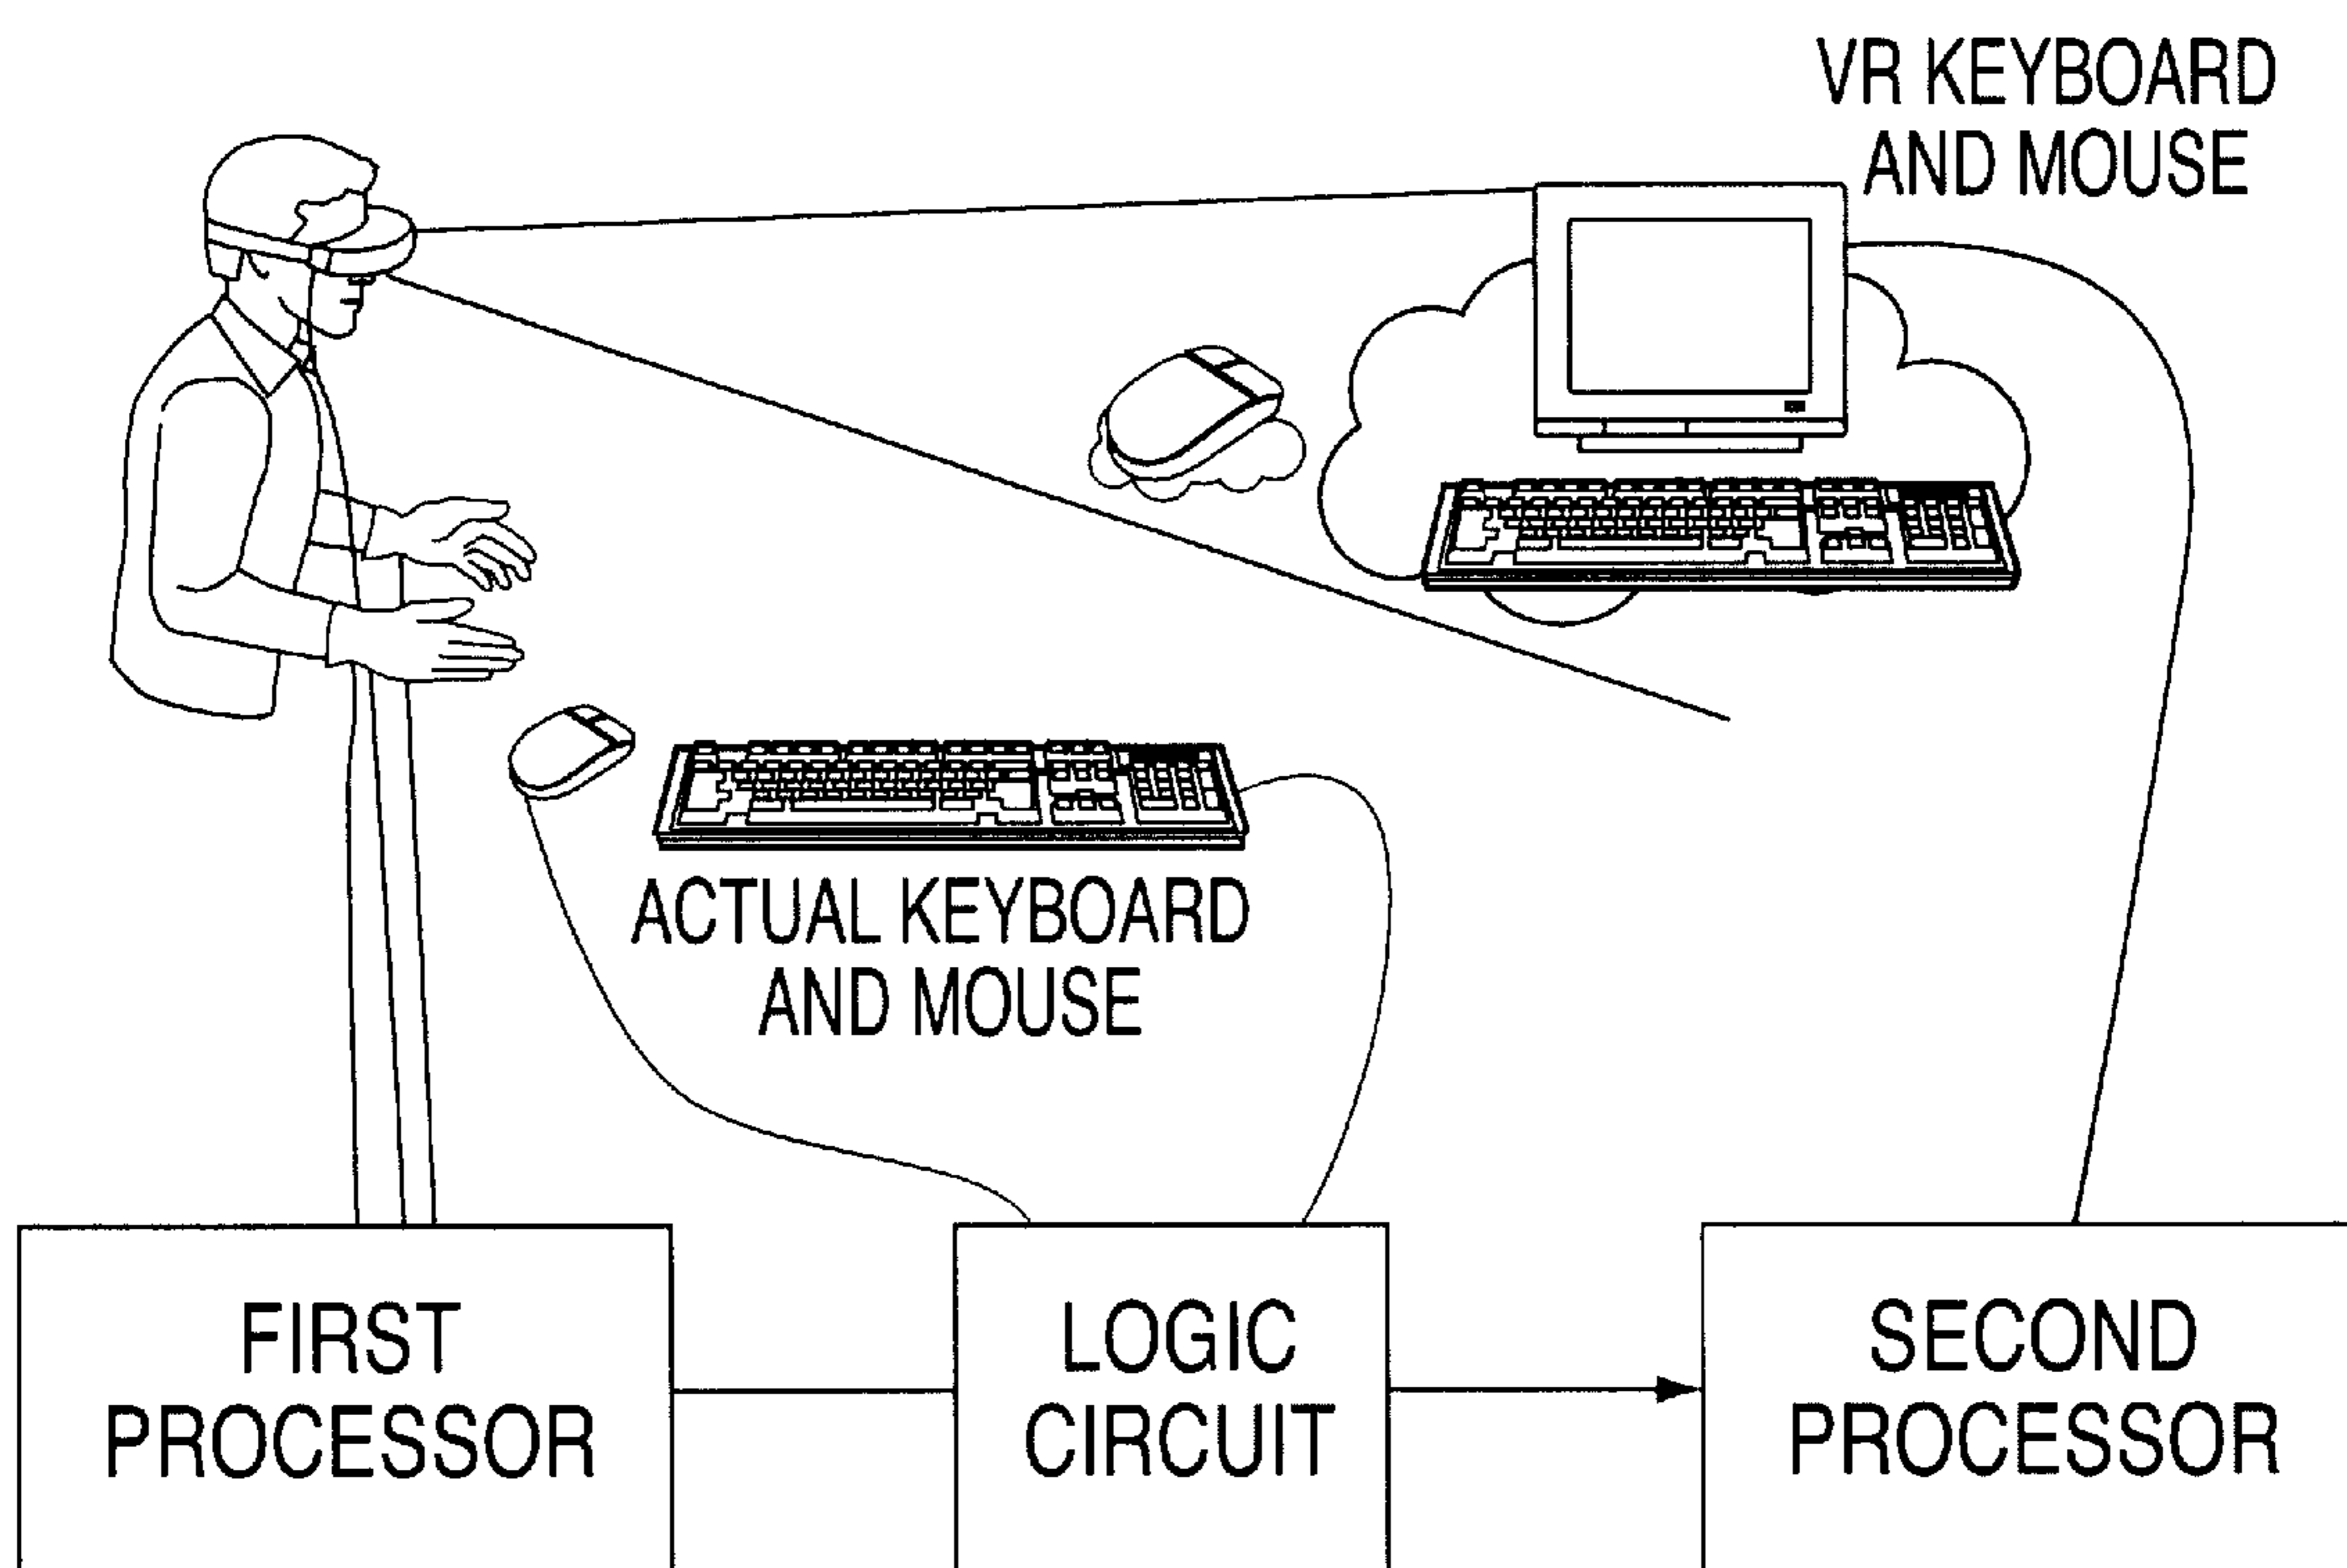 VR KEYBOARD
AND MOUSE
ACTUAL KEYBOARD
AND MOUSE
FIRST
PROCESSOR
LOGIC
CIRCUIT
SECOND
PROCESSOR